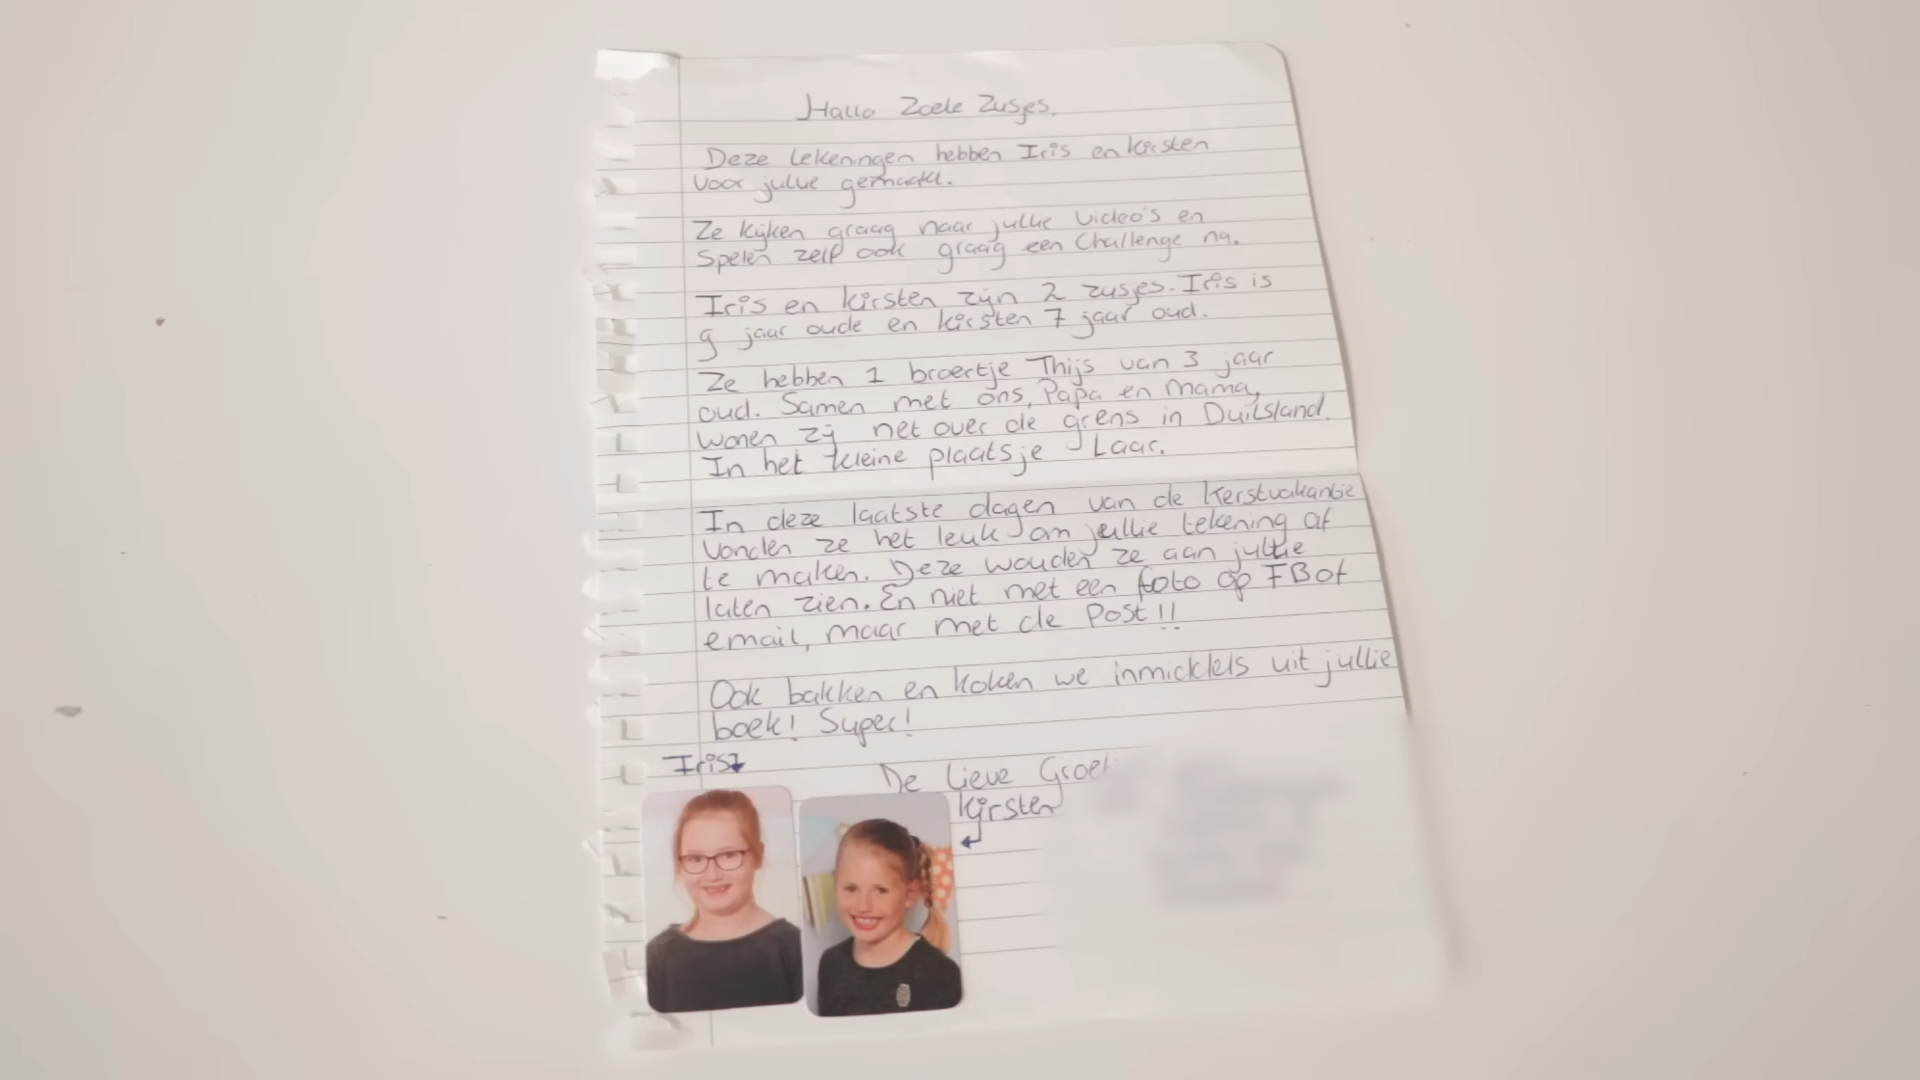 Hallo Zoete Zusjes.
Deze tekeningen hebben Iris en Kirsten
voor jullie gemaakt.
Ze kijken graag naar jullie video's en
Spelen zelf ook graag een Challenge na.
Iris en Kirsten zijn 2 zusjes. Iris is
9 jaar oude en Kirsten 7 jaar oud.
Ze hebben 1 broertje Thijs van 3 jaar
oud. Samen met ons, Papa en Mama,
wonen zij net over de grens in Duitsland.
In het kleine plaatsje Laar.
In deze laatste dagen van de Kerstvakantie
vonden ze het leuk om jullie tekening af
te maken. Deze wouden ze aan jullie
laten zien. En niet met een foto op FB of
email, maar met de Post!!
Ook bakken en koken we inmiddels uit jullie
boek! Super!
Iris
De Lieve Groet
Kirsten